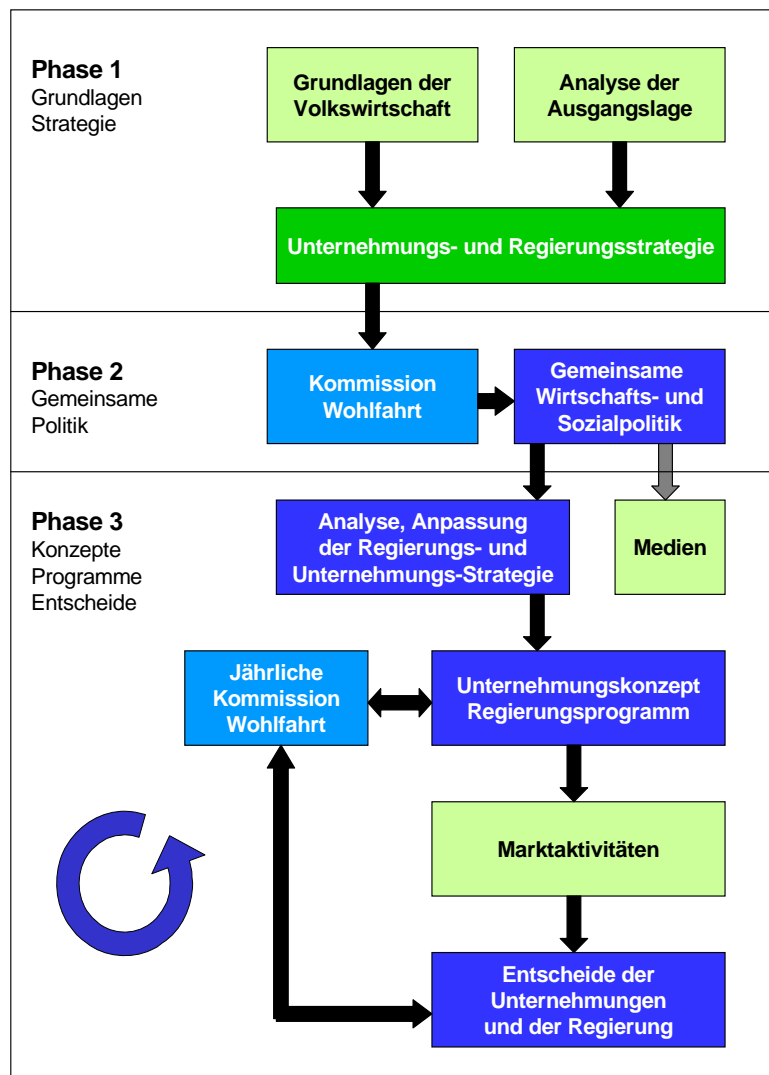 Phase 1
Grundlagen
Strategie
Grundlagen der
Volkswirtschaft
Analyse der
Ausgangslage
Unternehmungs- und Regierungsstrategie
Phase 2
Gemeinsame
Politik
Kommission
Wohlfahrt
Gemeinsame
Wirtschafts- und
Sozialpolitik
Phase 3
Konzepte
Programme
Entscheide
Analyse, Anpassung
der Regierungs- und
Unternehmungs-Strategie
Medien
Jährliche
Kommission
Wohlfahrt
Unternehmungskonzept
Regierungsprogramm
Marktaktivitäten
Entscheide der
Unternehmungen
und der Regierung